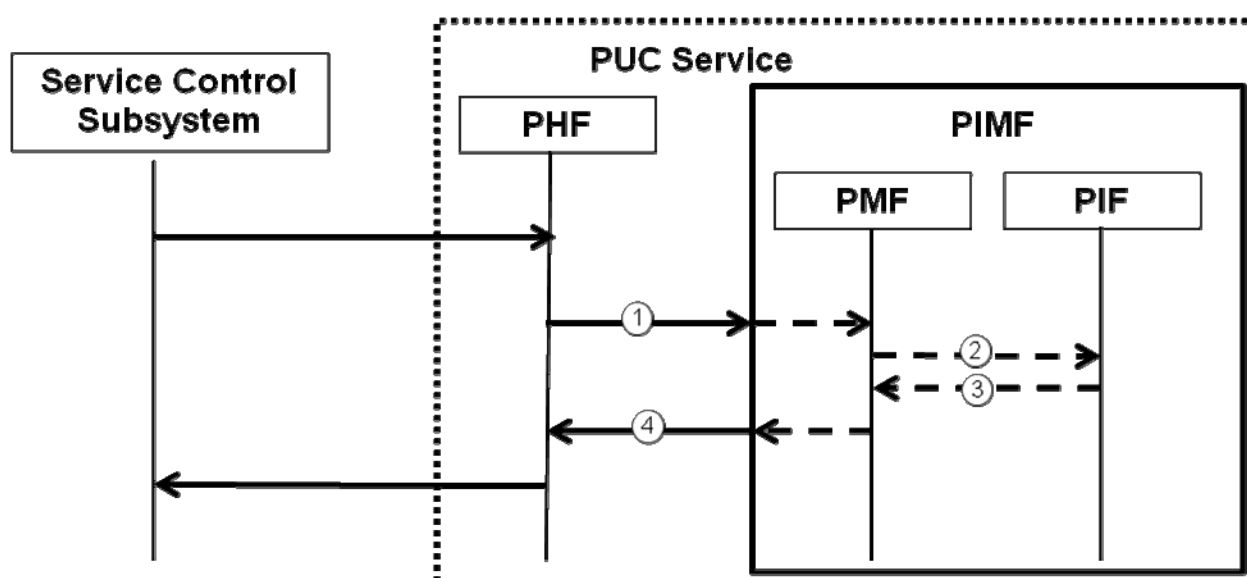 PUC Service
Service Control
Subsystem
PHF
PIMF
PMF
PIF
1
2
3
4